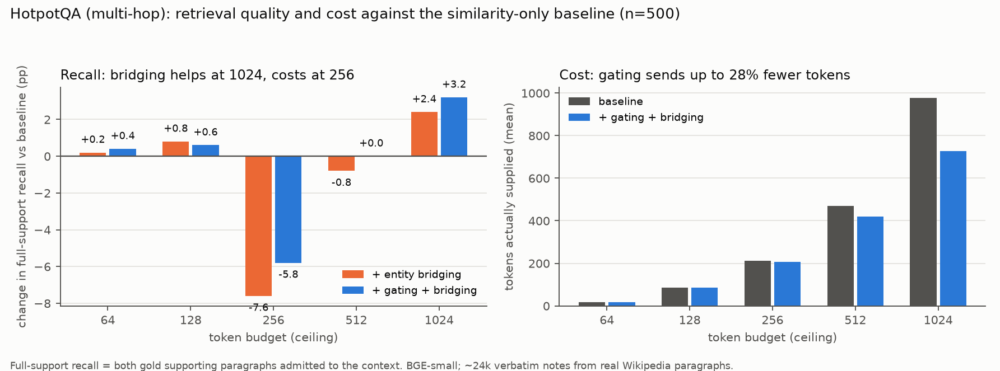 HotpotQA (multi-hop): retrieval quality and cost against the similarity-only baseline (n=500)
Recall: bridging helps at 1024, costs at 256
change in full-support recall vs baseline (pp)
2
0
−2
−4
−6
−8
+0.2
+0.4
+0.8
+0.6
-7.6
-5.8
-0.8
+0.0
+2.4
+3.2
+ entity bridging
+ gating + bridging
64
128
256
512
1024
token budget (ceiling)
Cost: gating sends up to 28% fewer tokens
tokens actually supplied (mean)
1000
800
600
400
200
0
baseline
+ gating + bridging
64
128
256
512
1024
token budget (ceiling)
Full-support recall = both gold supporting paragraphs admitted to the context. BGE-small; ~24k verbatim notes from real Wikipedia paragraphs.